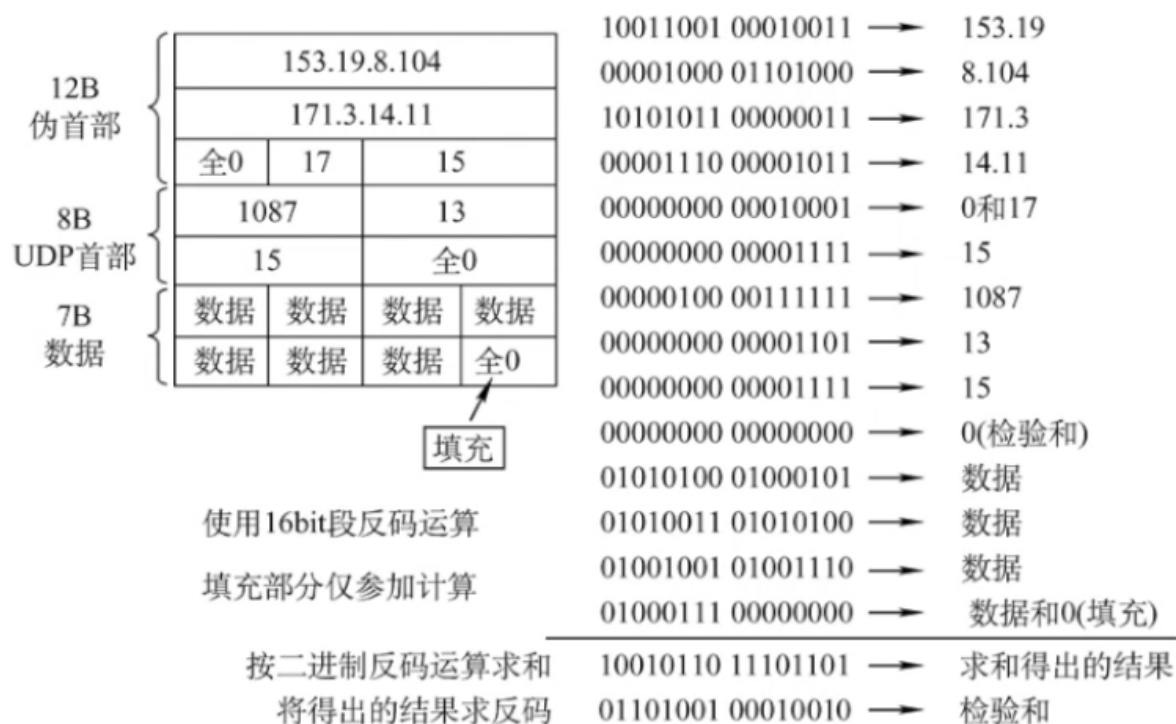 12B
伪首部
153.19.8.104
171.3.14.11
全0 17 15
8B
UDP首部
1087 13
15 全0
7B
数据
数据 数据 数据 数据
数据 数据 数据 全0
填充
使用16bit段反码运算
填充部分仅参加计算
10011001 00010011 → 153.19
00001000 01101000 → 8.104
10101011 00000011 → 171.3
00001110 00001011 → 14.11
00000000 00010001 → 0和17
00000000 00001111 → 15
00000100 00111111 → 1087
00000000 00001101 → 13
00000000 00001111 → 15
00000000 00000000 → 0(检验和)
01010100 01000101 → 数据
01010011 01010100 → 数据
01001001 01001110 → 数据
01000111 00000000 → 数据和0(填充)
按二进制反码运算求和 10010110 11101101 → 求和得出的结果
将得出的结果求反码 01101001 00010010 → 检验和